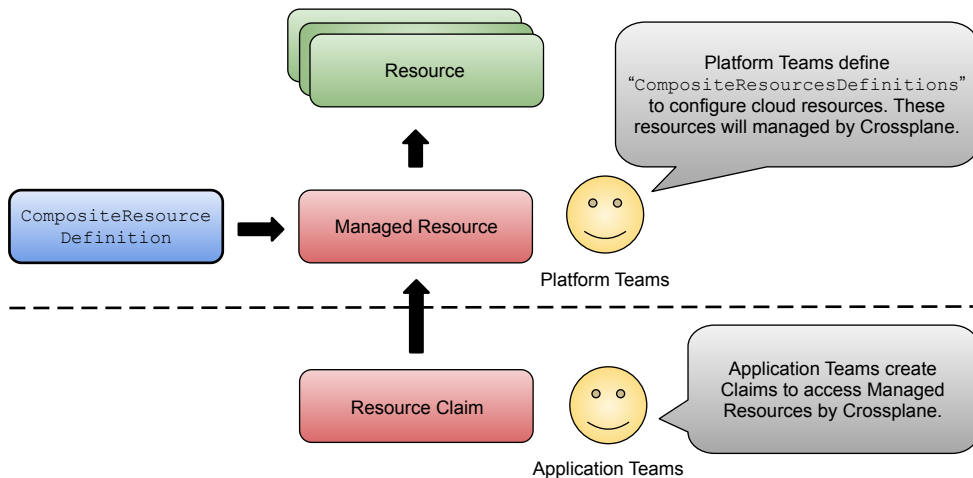 Resource
Platform Teams define
“CompositeResourcesDefinitions”
to configure cloud resources. These
resources will managed by Crossplane.
CompositeResource
Definition
Managed Resource
Platform Teams
Resource Claim
Application Teams create
Claims to access Managed
Resources by Crossplane.
Application Teams